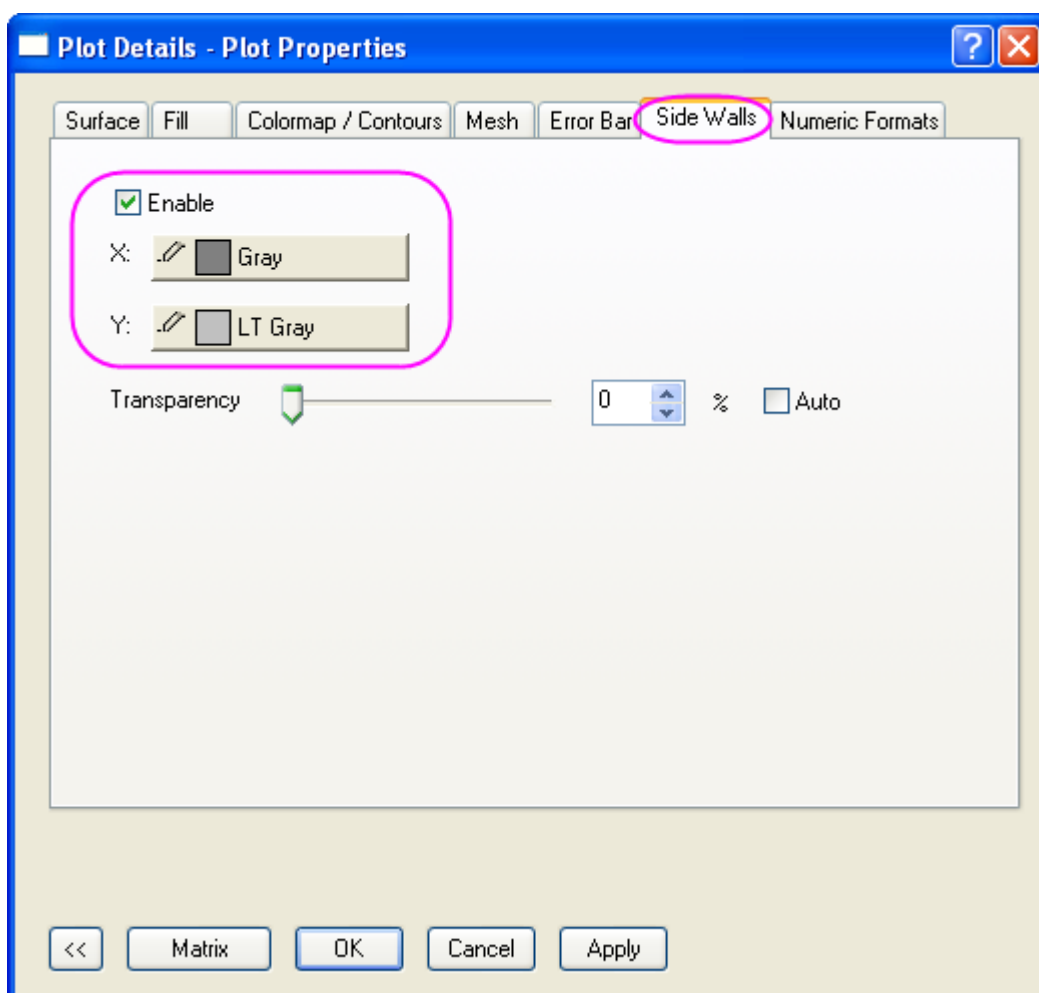 Plot Details - Plot Properties
Surface Fill Colormap / Contours Mesh Error Bar Side Walls Numeric Formats
Enable
X: Gray
Y: LT Gray
Transparency 0 % Auto
<< Matrix OK Cancel Apply